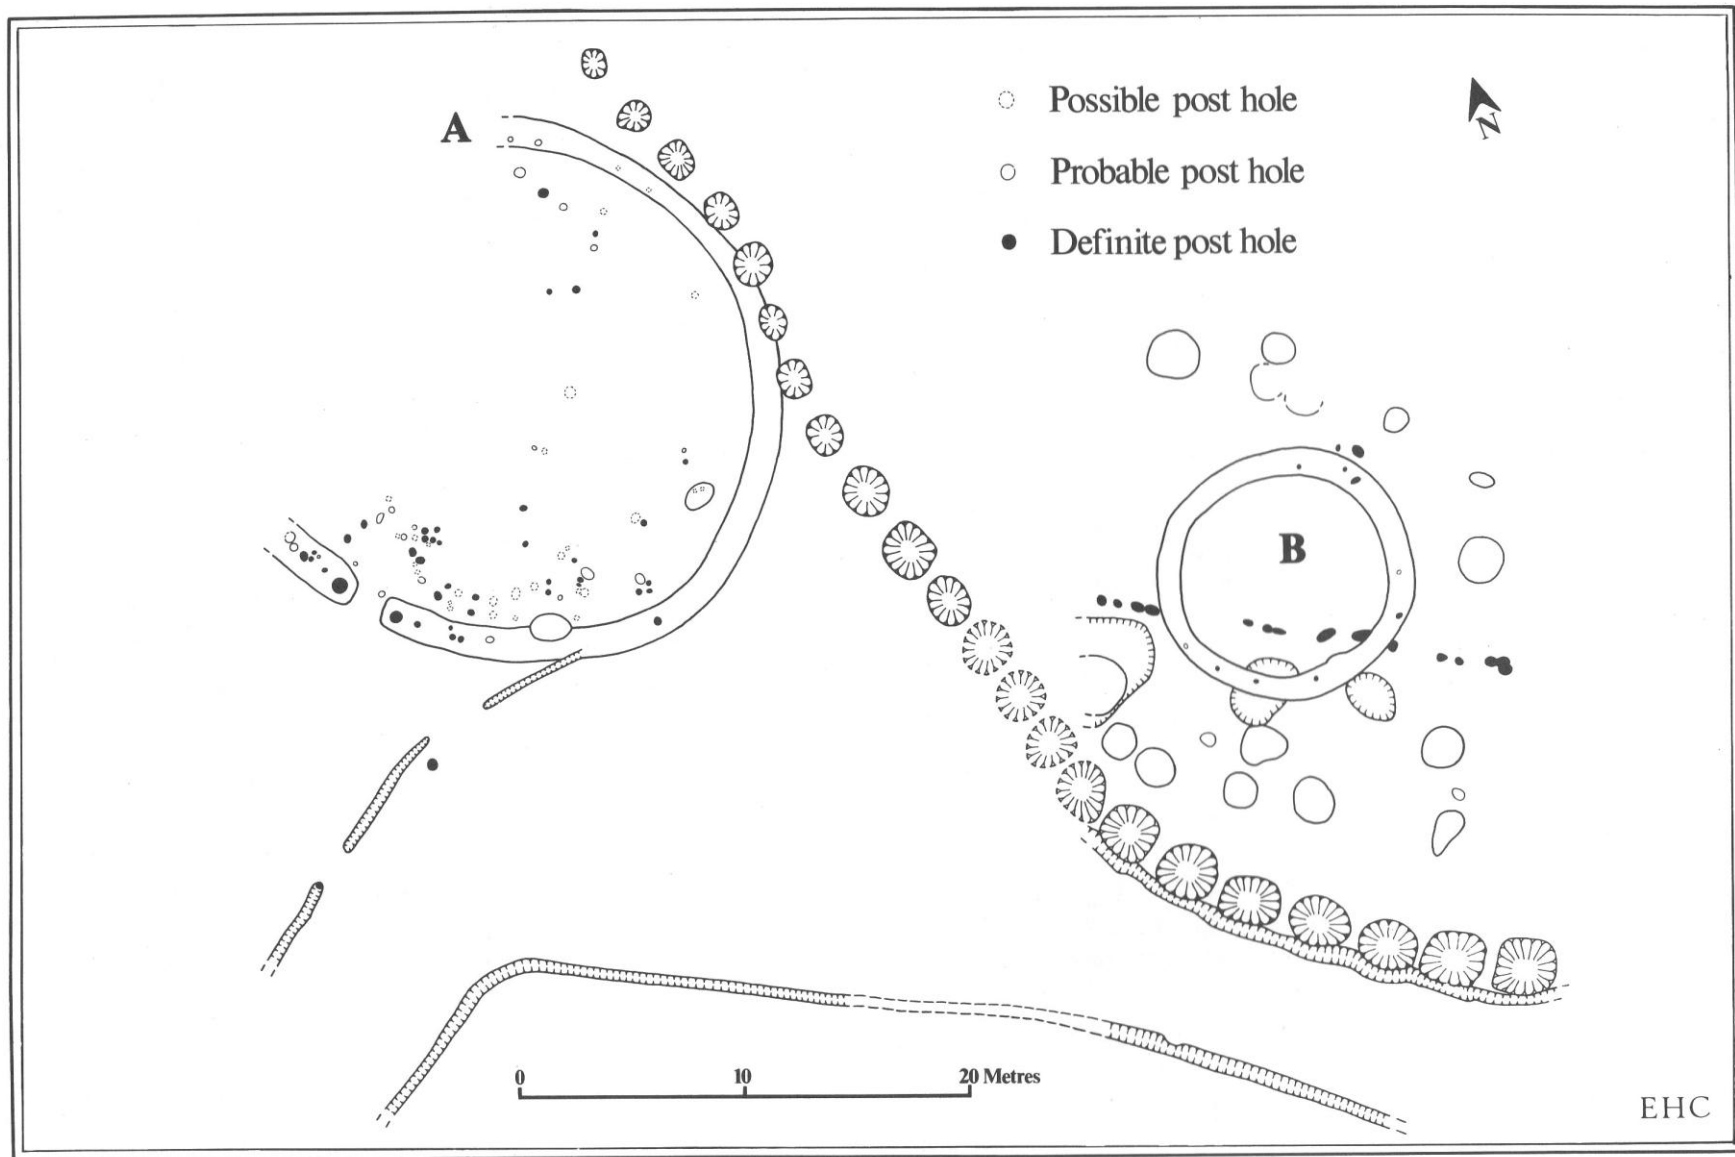 A
Possible post hole
Probable post hole
Definite post hole
N
B
0 10 20 Metres
EHC